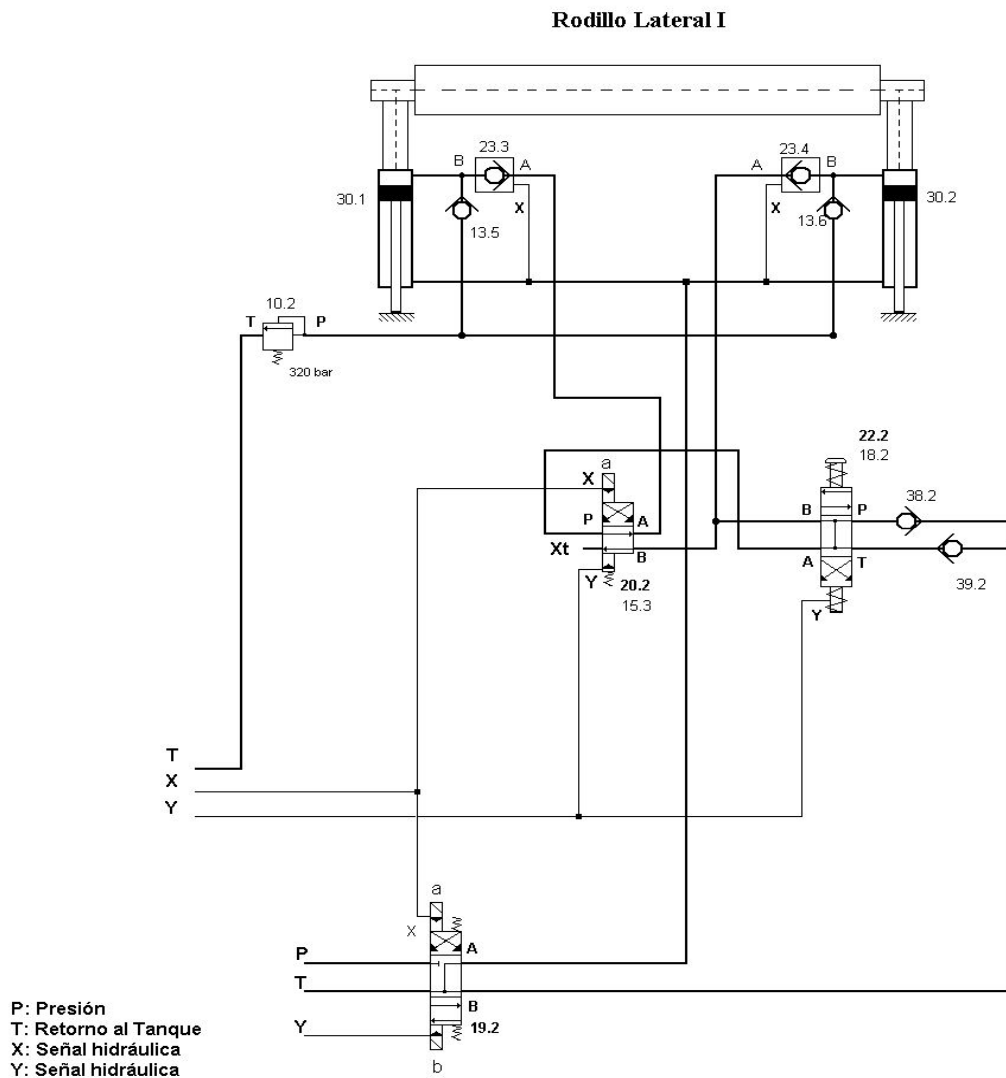 Rodillo Lateral I
23.3
23.4
B
A
A
B
30.1
30.2
X
X
13.5
13.6
10.2
T
P
320 bar
22.2
18.2
a
X
38.2
P
A
B
P
Xt
B
A
T
Y
20.2
15.3
39.2
Y
T
X
Y
a
X
A
P
T
B
Y
19.2
b
P: Presión
T: Retorno al Tanque
X: Señal hidráulica
Y: Señal hidráulica